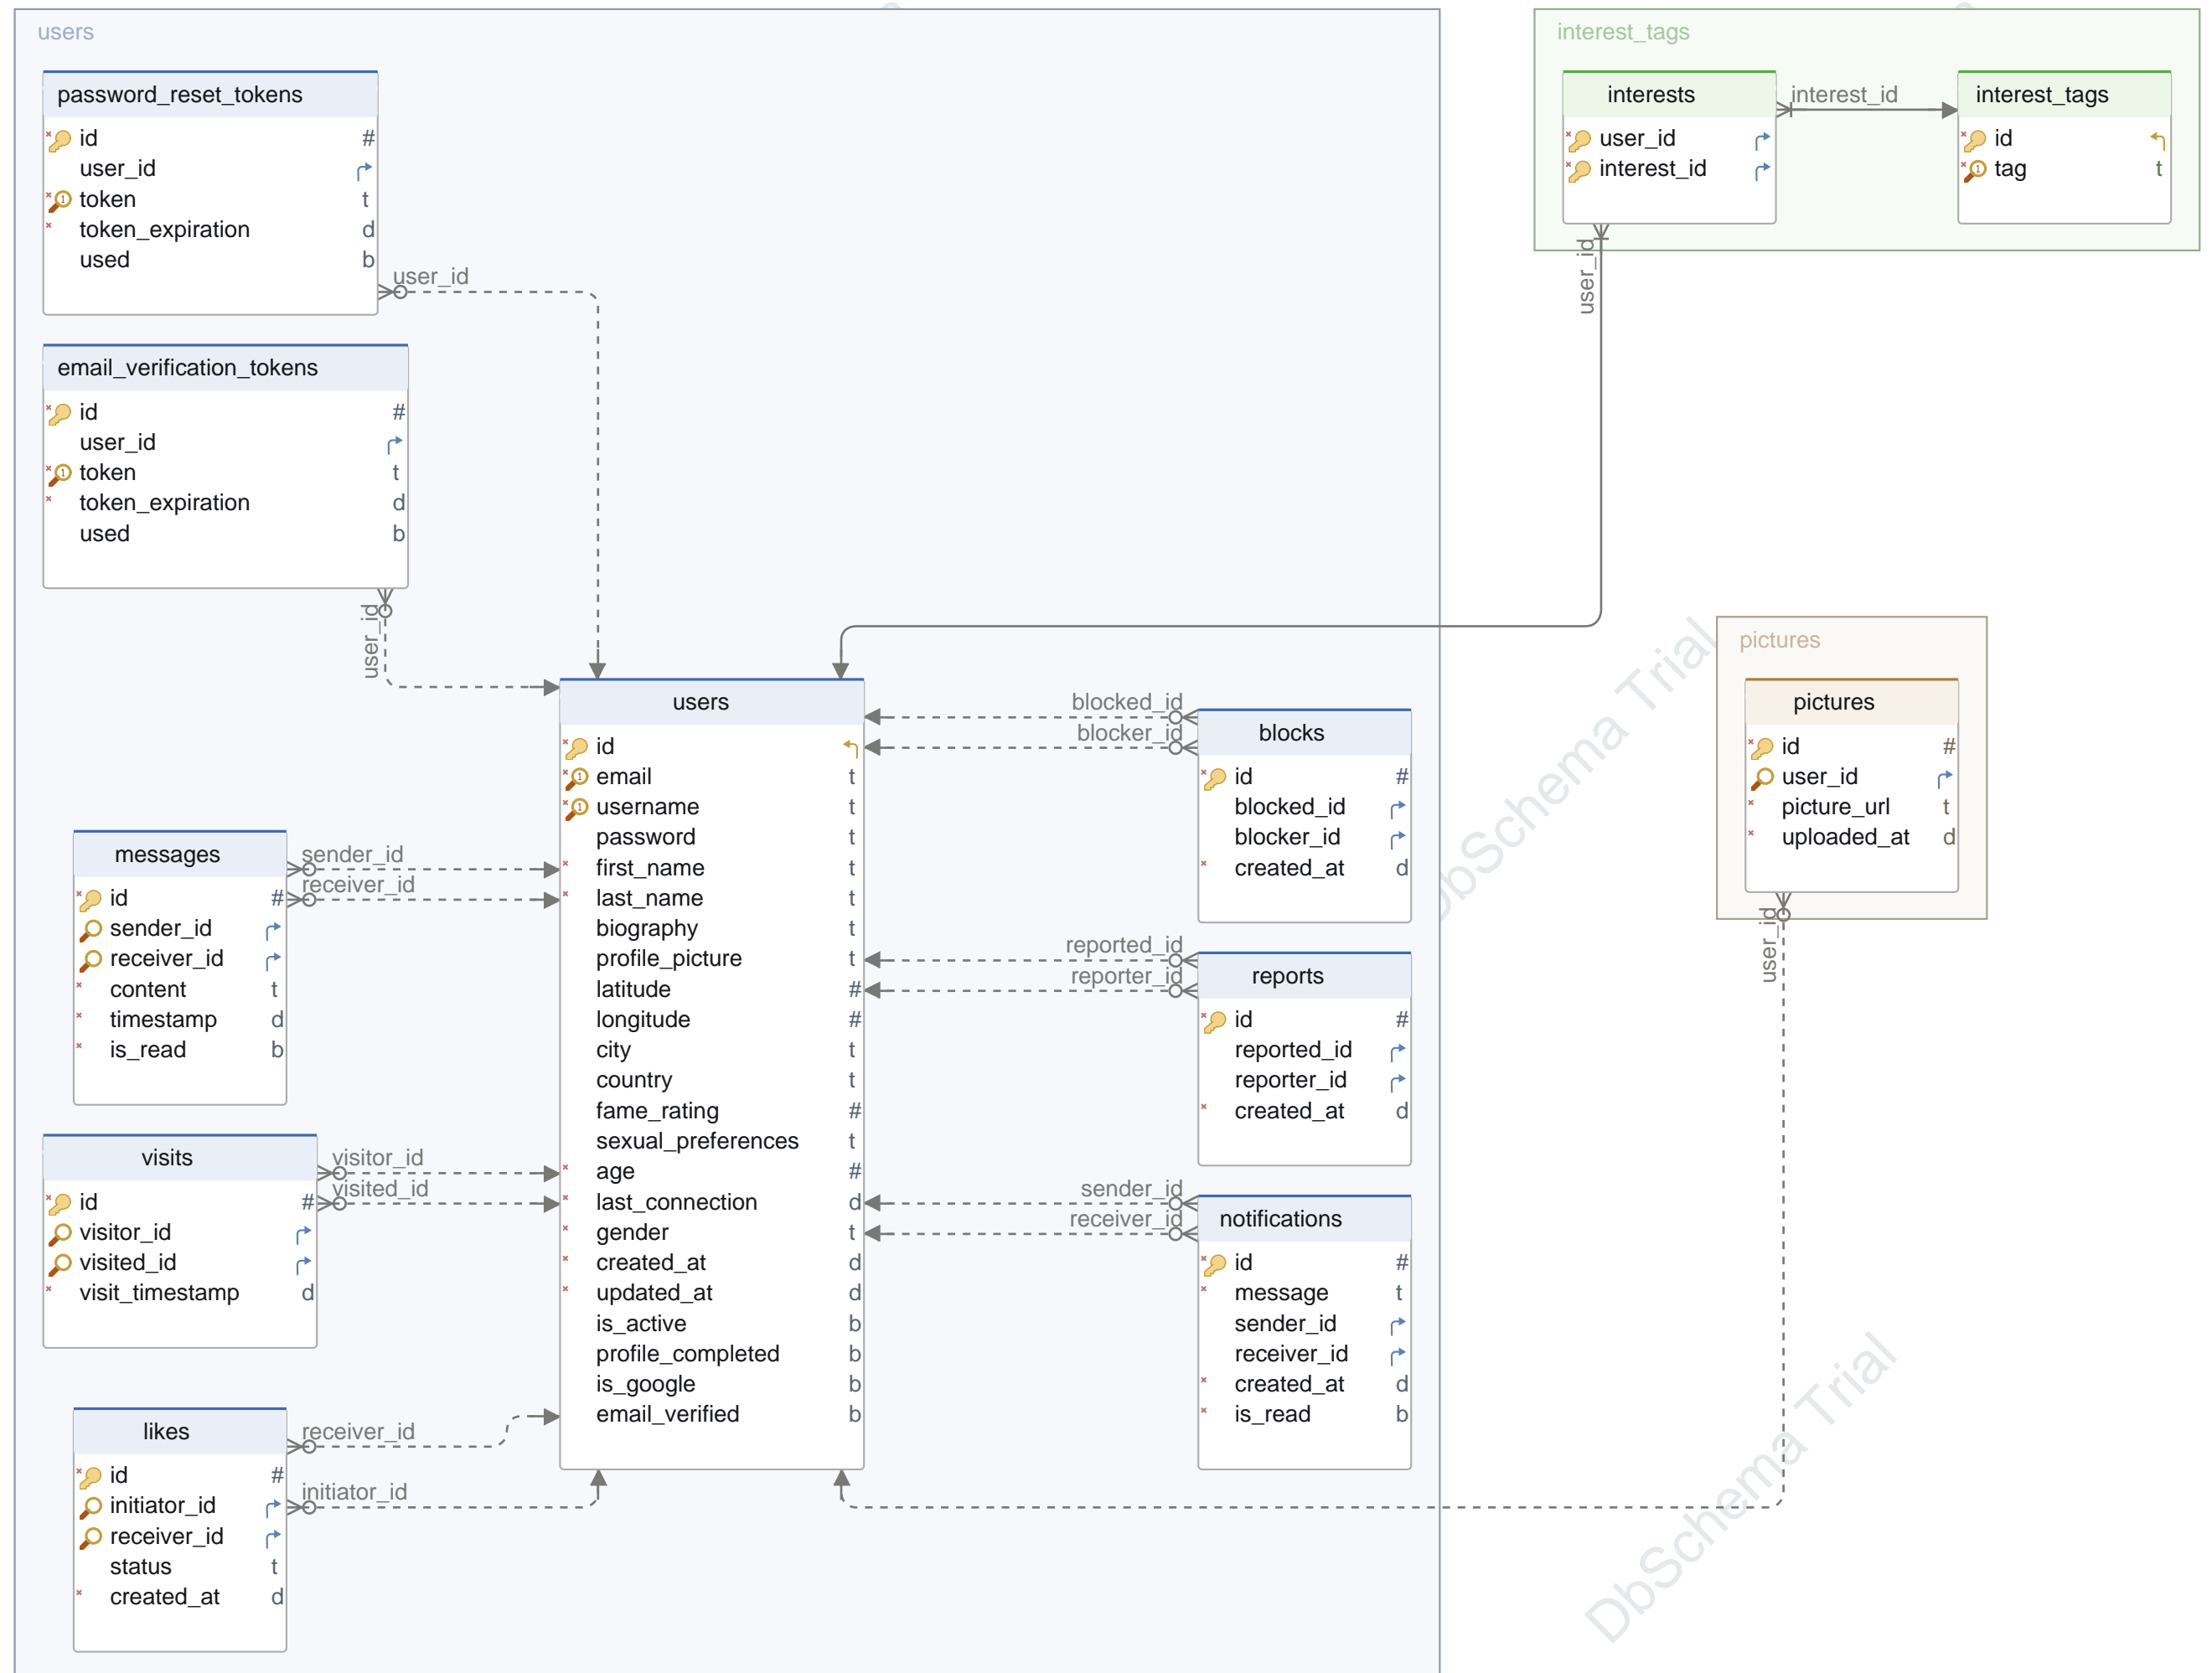 users
password_reset_tokens
id #
user_id
token t
token_expiration d
used b
user_id
email_verification_tokens
id #
user_id
token t
token_expiration d
used b
user_id
messages
id #
sender_id
receiver_id
content t
timestamp d
is_read b
sender_id
receiver_id
visits
id #
visitor_id
visited_id
visit_timestamp d
visitor_id
visited_id
likes
id #
initiator_id
receiver_id
status t
created_at d
receiver_id
initiator_id
users
id
email t
username t
password t
first_name t
last_name t
biography t
profile_picture t
latitude #
longitude #
city t
country t
fame_rating #
sexual_preferences t
age #
last_connection d
gender t
created_at d
updated_at d
is_active b
profile_completed b
is_google b
email_verified b
blocked_id
blocker_id
blocks
id #
blocked_id
blocker_id
created_at d
reported_id
reporter_id
reports
id #
reported_id
reporter_id
created_at d
sender_id
receiver_id
notifications
id #
message t
sender_id
receiver_id
created_at d
is_read b
interest_tags
interests
user_id
interest_id
interest_id
interest_tags
id
tag t
user_id
pictures
pictures
id #
user_id
picture_url t
uploaded_at d
user_id
DbSchema Trial
DbSchema Trial